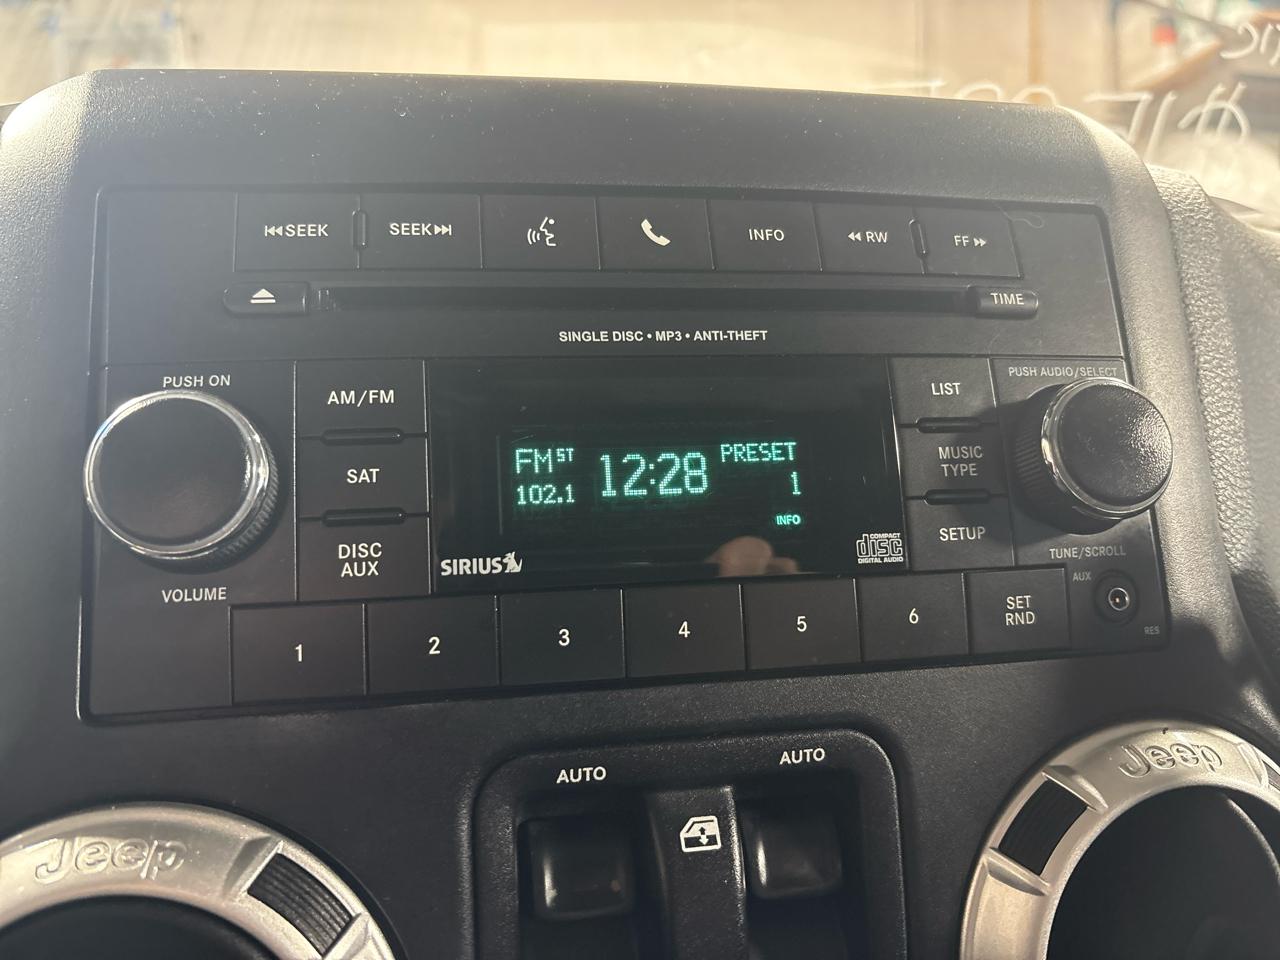 SEEK
SEEK
INFO
RW
FF
TIME
SINGLE DISC • MP3 • ANTI-THEFT
PUSH ON
AM/FM
LIST
PUSH AUDIO/SELECT
SAT
FM ST 12:28 PRESET
102.1 1
INFO
MUSIC
TYPE
DISC
AUX
SIRIUS
COMPACT
disc
DIGITAL AUDIO
SETUP
TUNE/SCROLL
VOLUME
AUX
1
2
3
4
5
6
SET
RND
RES
AUTO
AUTO
Jeep
Jeep